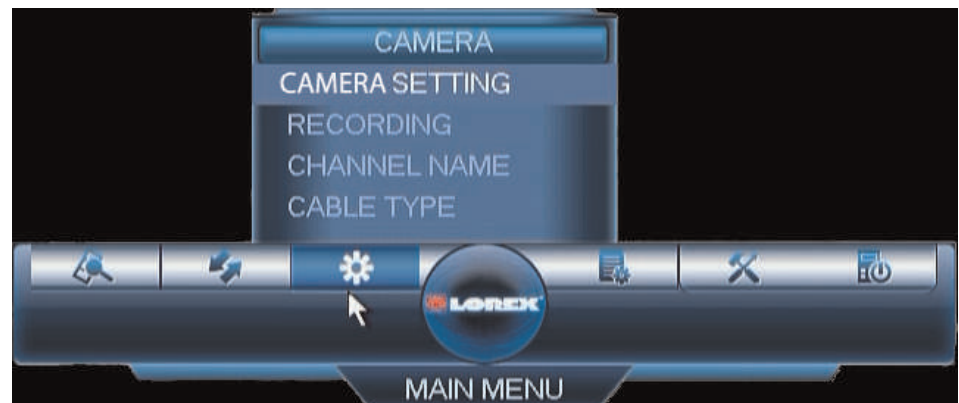 CAMERA
CAMERA SETTING
RECORDING
CHANNEL NAME
CABLE TYPE
LOREX
MAIN MENU